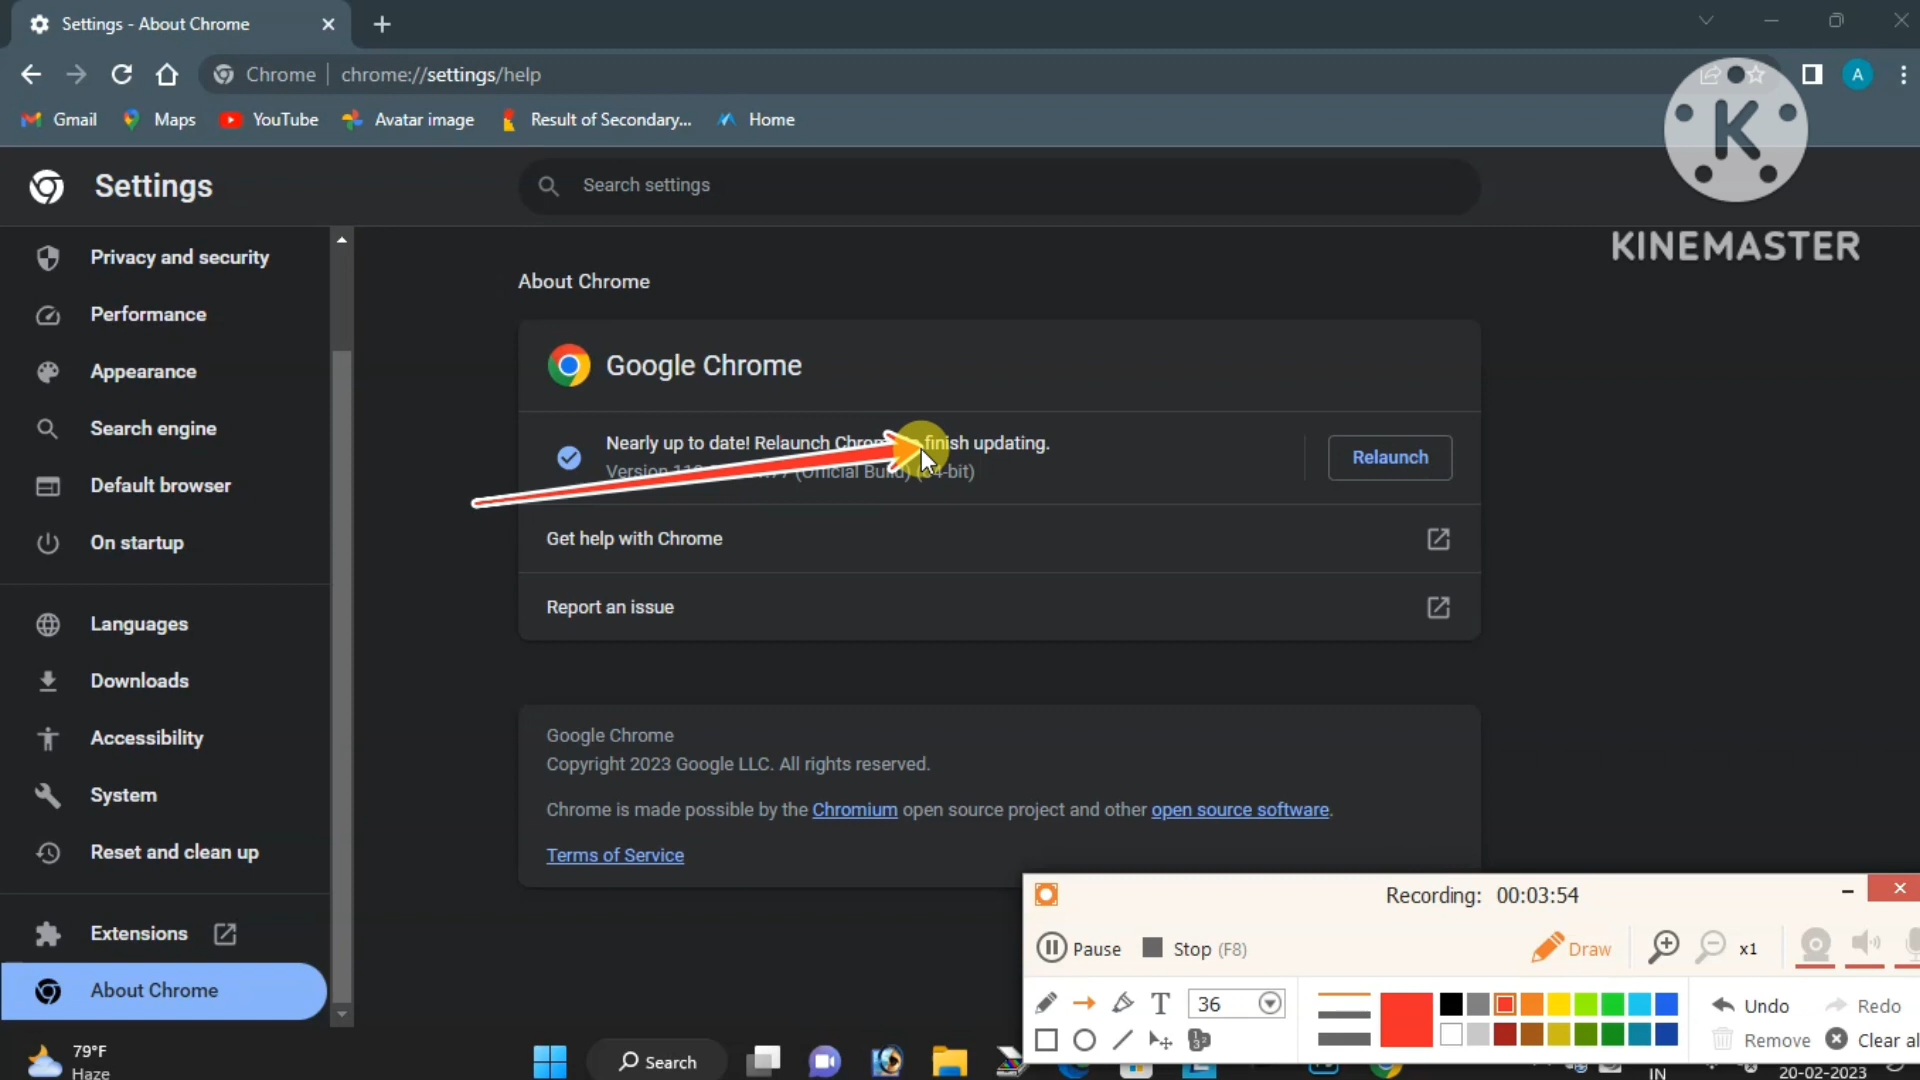 Settings - About Chrome
Chrome
chrome://settings/help
A
Gmail
Maps
YouTube
Avatar image
Result of Secondary...
Home
K
KINEMASTER
Settings
Search settings
Privacy and security
Performance
Appearance
Search engine
Default browser
On startup
Languages
Downloads
Accessibility
System
Reset and clean up
Extensions
About Chrome
About Chrome
Google Chrome
Nearly up to date! Relaunch finish updating.
Version (Official Build)
Relaunch
Get help with Chrome
Report an issue
Google Chrome
Copyright 2023 Google LLC. All rights reserved.
Chrome is made possible by the Chromium open source project and other open source software.
Terms of Service
Recording: 00:03:54
Pause
Stop (F8)
Draw
x1
T
36
Undo
Redo
Remove
Clear al
79°F
Haze
Search
IN
20-02-2023